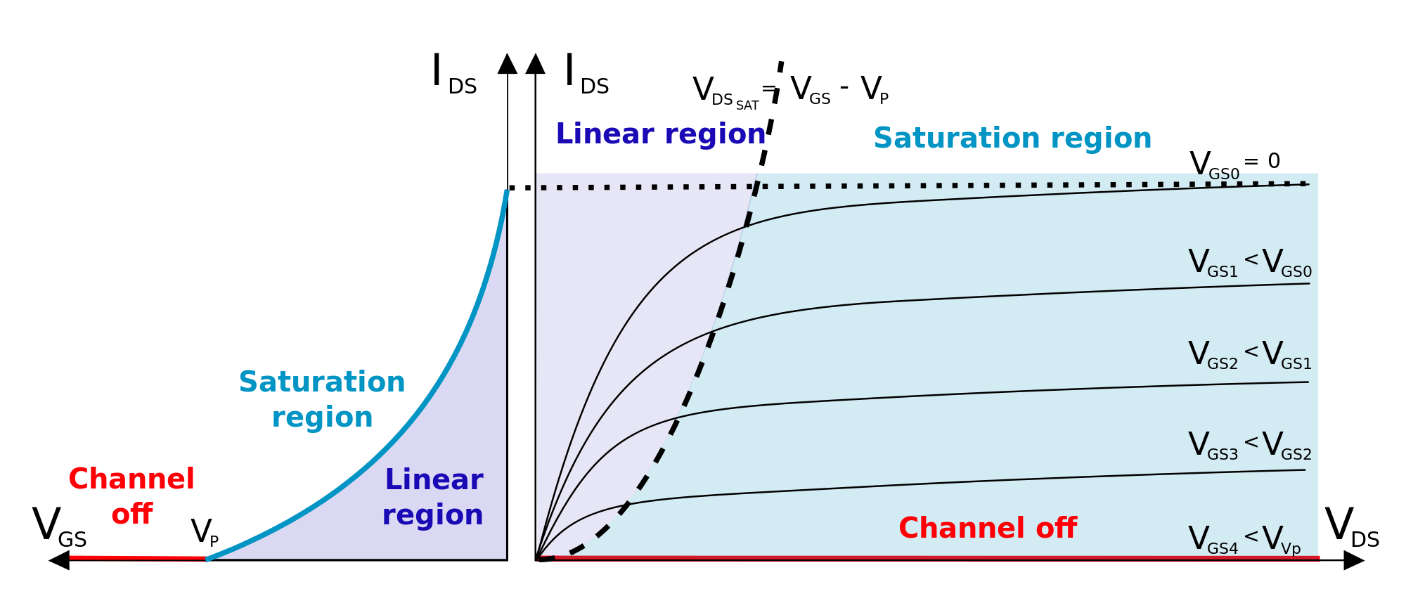 I DS
I DS
V DS SAT = V GS - V P
Linear region
Saturation region
V GS0 = 0
V GS1 < V GS0
V GS2 < V GS1
Saturation
region
V GS3 < V GS2
Channel
off
Linear
region
V GS
V P
Channel off
V GS4 < V Vp
V DS